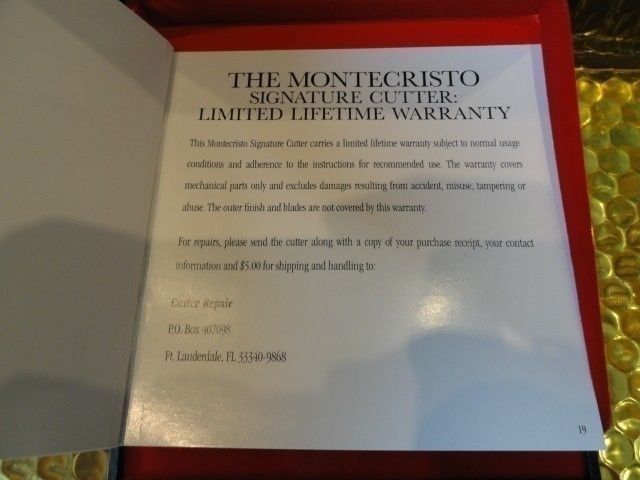 THE MONTECRISTO
SIGNATURE CUTTER:
LIMITED LIFETIME WARRANTY
This Montecristo Signature Cutter carries a limited lifetime warranty subject to normal usage
conditions and adherence to the instructions for recommended use. The warranty covers
mechanical parts only and excludes damages resulting from accident, misuse, tampering or
abuse. The outer finish and blades are not covered by this warranty.
For repairs, please send the cutter along with a copy of your purchase receipt, your contact
information and $5.00 for shipping and handling to:
Cutter Repair
P.O. Box 407098
Ft. Lauderdale, FL 33340-9868
19